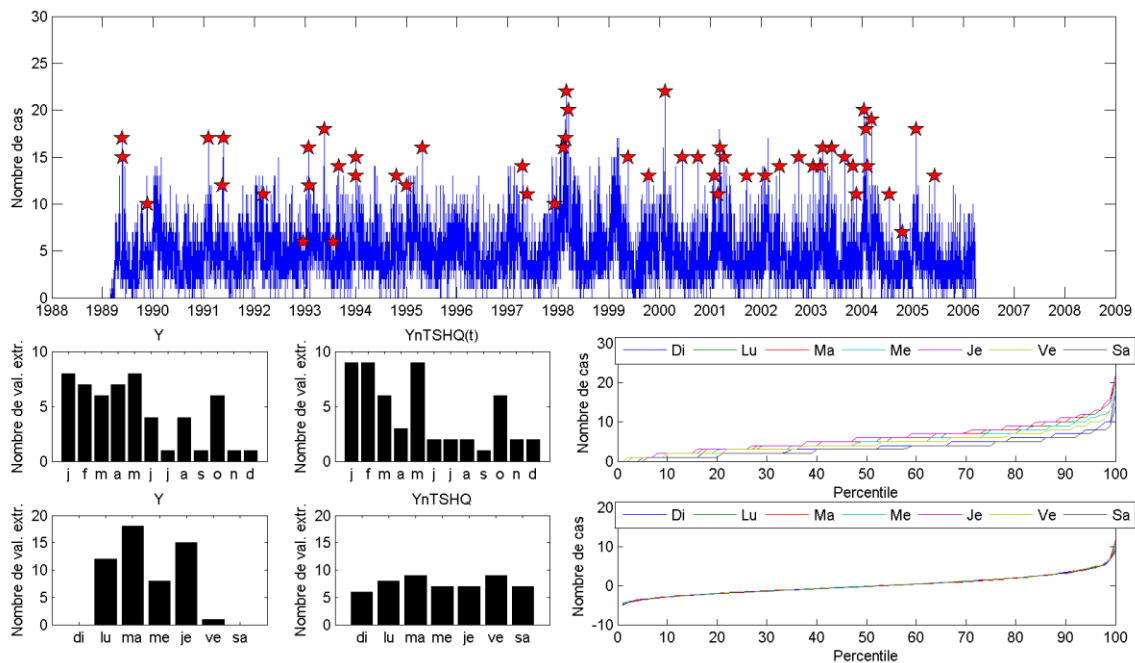 30
25
20
15
10
5
0
Nombre de cas
1988 1989 1990 1991 1992 1993 1994 1995 1996 1997 1998 1999 2000 2001 2002 2003 2004 2005 2006 2007 2008 2009
Y
10
5
0
Nombre de val. extr.
j f m a m j j a s o n d
YnTSHQ(t)
10
5
0
Nombre de val. extr.
j f m a m j j a s o n d
30
20
10
0
Nombre de cas
Di Lu Ma Me Je Ve Sa
0 10 20 30 40 50 60 70 80 90 100
Percentile
Y
20
15
10
5
0
Nombre de val. extr.
di lu ma me je ve sa
YnTSHQ
20
15
10
5
0
Nombre de val. extr.
di lu ma me je ve sa
20
10
0
-10
Nombre de cas
Di Lu Ma Me Je Ve Sa
0 10 20 30 40 50 60 70 80 90 100
Percentile